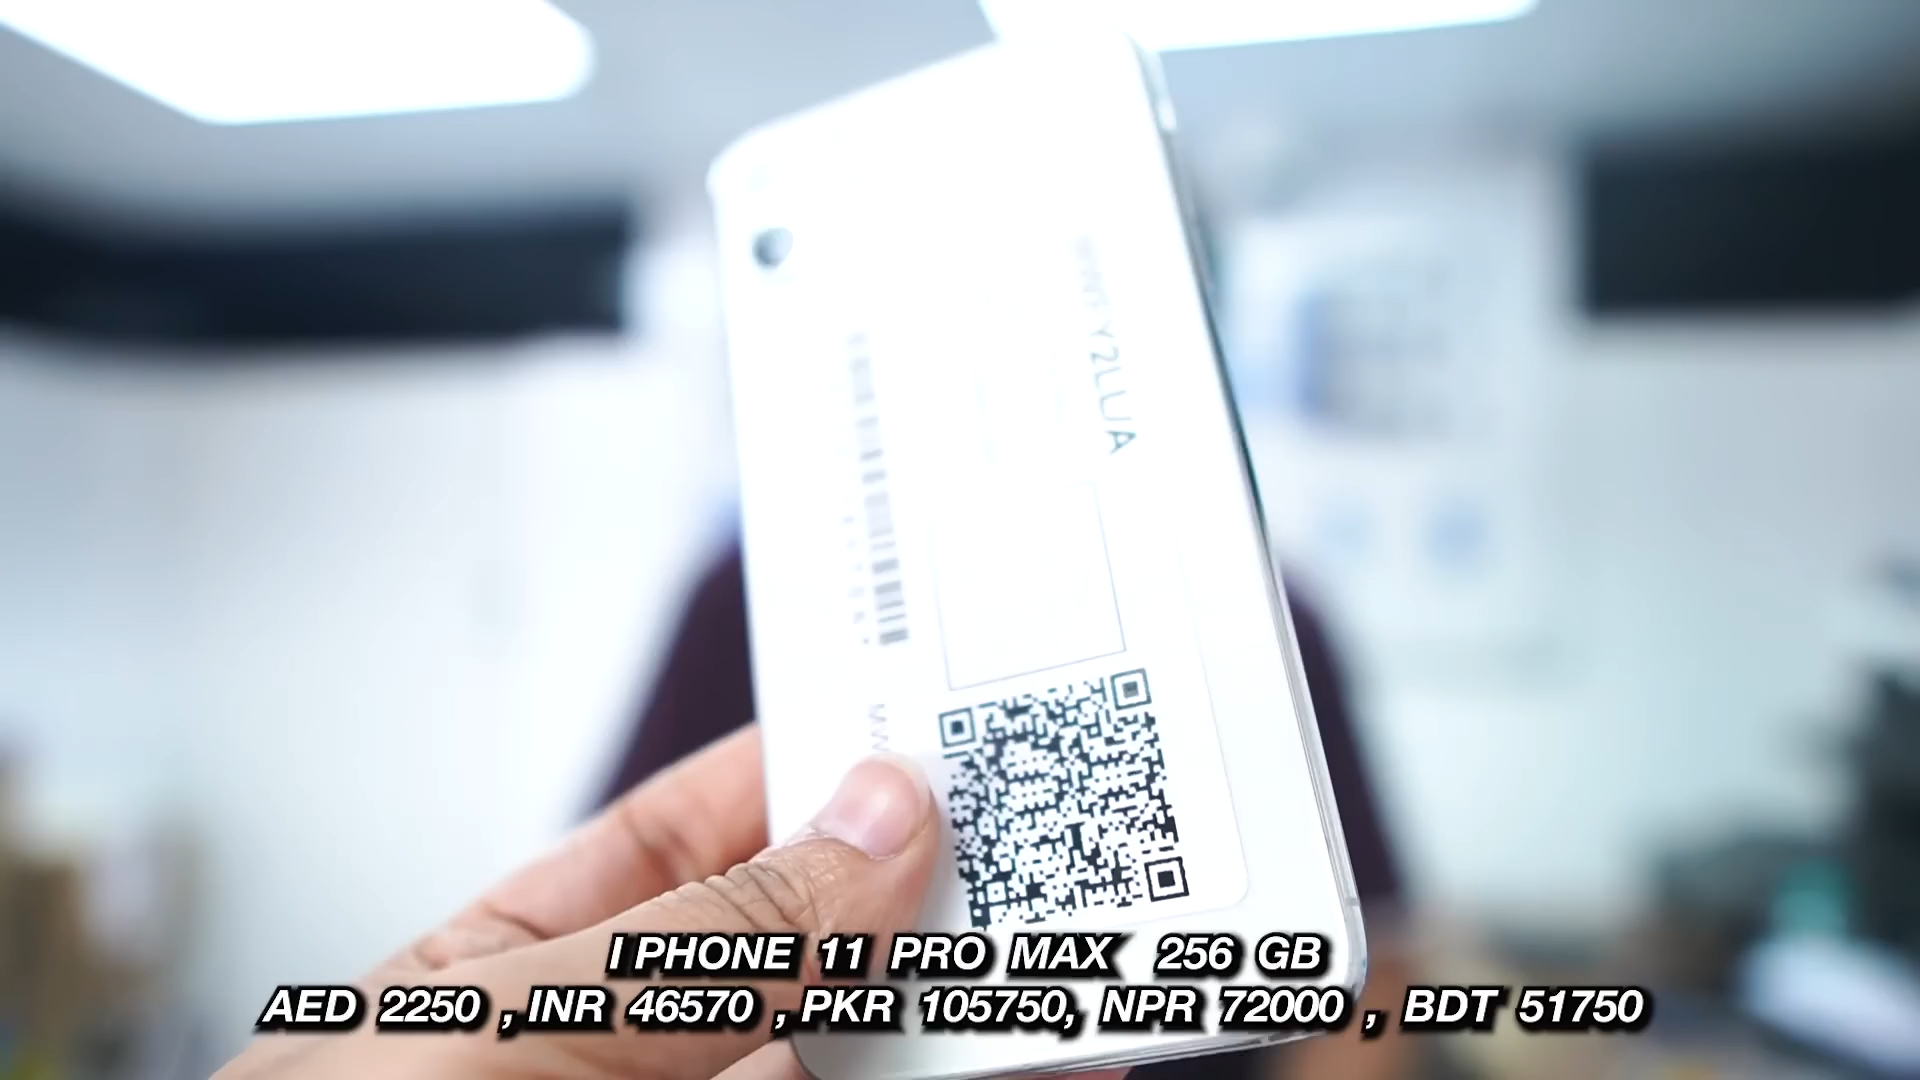 I PHONE 11 PRO MAX 256 GB
AED 2250 , INR 46570 , PKR 105750, NPR 72000 , BDT 51750